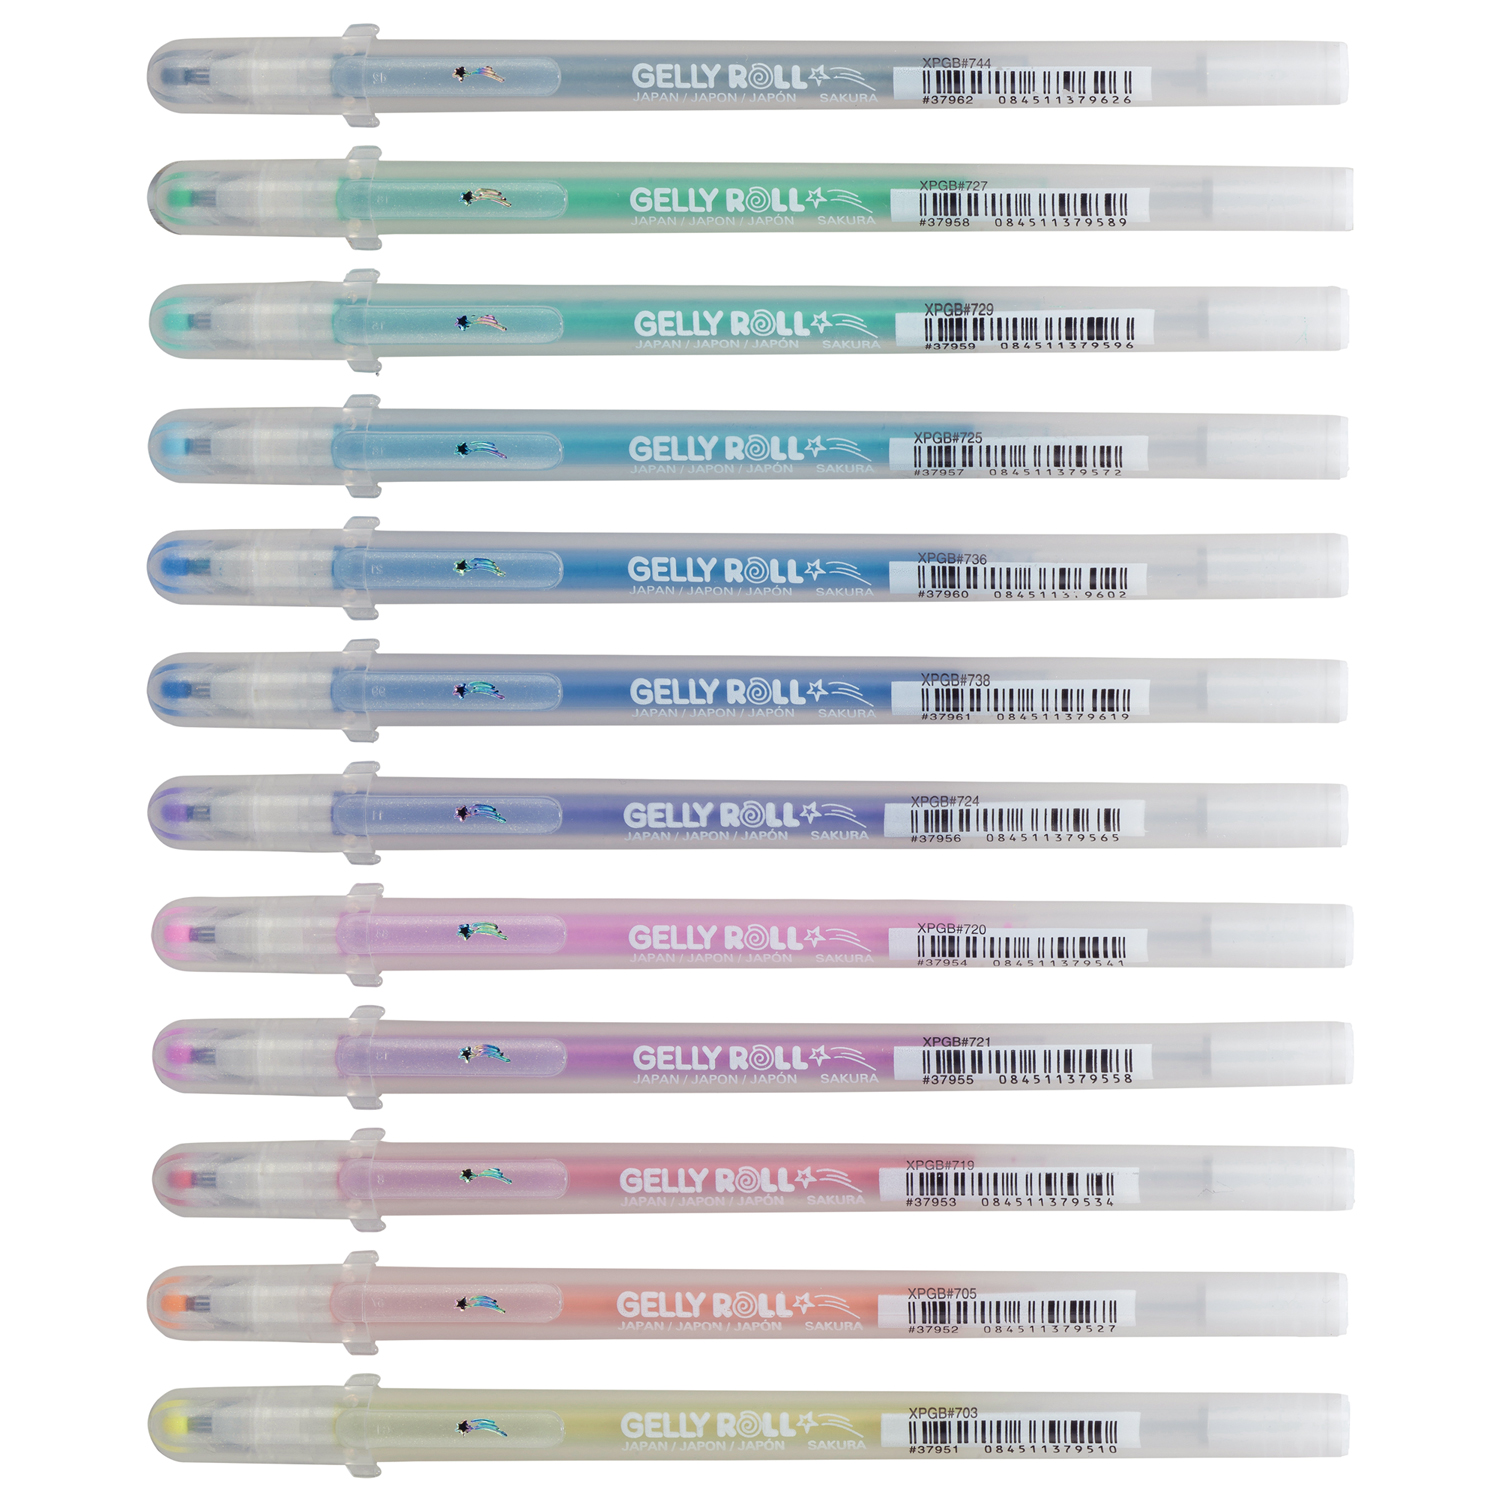 XPGB#744
GELLY ROLL
JAPAN / JAPON / JAPÓN SAKURA
#37962 084511379626
XPGB#727
GELLY ROLL
JAPAN / JAPON / JAPÓN SAKURA
#37958 084511379589
XPGB#729
GELLY ROLL
JAPAN / JAPON / JAPÓN SAKURA
#37959 084511379596
XPGB#725
GELLY ROLL
JAPAN / JAPON / JAPÓN SAKURA
#37957 084511379572
XPGB#736
GELLY ROLL
JAPAN / JAPON / JAPÓN SAKURA
#37960
XPGB#738
GELLY ROLL
JAPAN / JAPON / JAPÓN SAKURA
#37961 084511379619
XPGB#724
GELLY ROLL
JAPAN / JAPON / JAPÓN SAKURA
#37956 084511379565
XPGB#720
GELLY ROLL
JAPAN / JAPON / JAPÓN SAKURA
#37954 084511379541
XPGB#721
GELLY ROLL
JAPAN / JAPON / JAPÓN SAKURA
#37955 084511379558
XPGB#719
GELLY ROLL
JAPAN / JAPON / JAPÓN SAKURA
#37953 084511379534
XPGB#705
GELLY ROLL
JAPAN / JAPON / JAPÓN SAKURA
#37952 084511379527
XPGB#703
GELLY ROLL
JAPAN / JAPON / JAPÓN SAKURA
#37951 084511379510